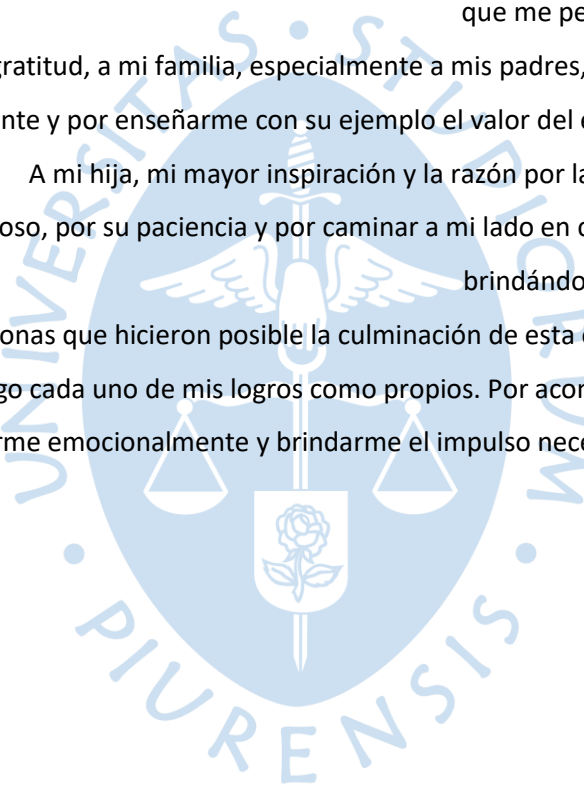 que me pe
gratitud, a mi familia, especialmente a mis padres,
nte y por enseñarme con su ejemplo el valor del
A mi hija, mi mayor inspiración y la razón por la
oso, por su paciencia y por caminar a mi lado en
brindándo
onas que hicieron posible la culminación de esta
go cada uno de mis logros como propios. Por acor
rme emocionalmente y brindarme el impulso nece
UNIVERSITAS • STUDIORUM • PIURENSIS